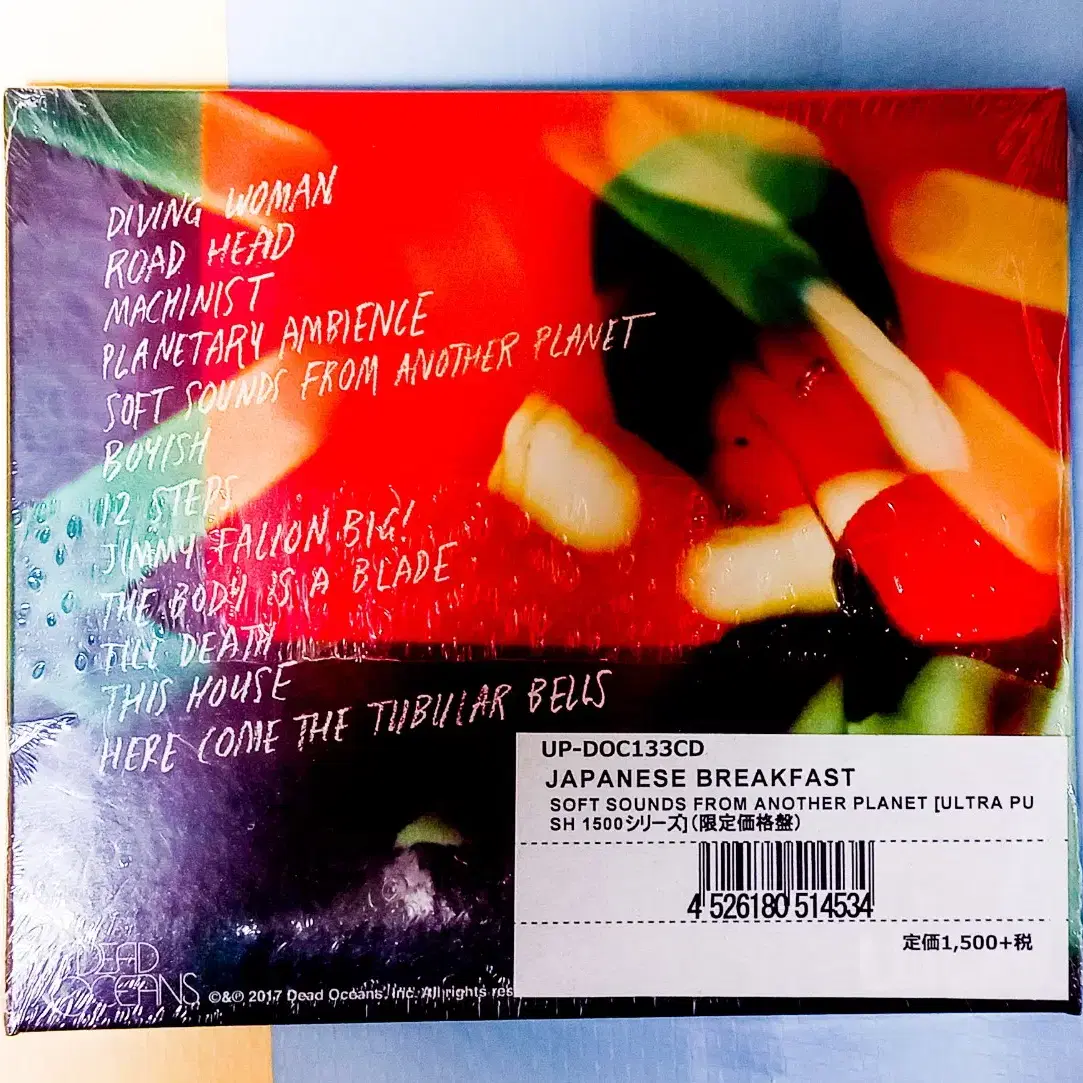 DIVING WOMAN
ROAD HEAD
MACHINIST
PLANETARY AMBIENCE
SOFT SOUNDS FROM ANOTHER PLANET
BOYISH
12 STEPS
JIMMY FALLON BIG!
THE BODY IS A BLADE
TILL DEATH
THIS HOUSE
HERE COME THE TUBULAR BELLS
UP-DOC133CD
JAPANESE BREAKFAST
SOFT SOUNDS FROM ANOTHER PLANET [ULTRA PU
SH 1500シリーズ](限定価格盤)
4 526180 514534
定価1,500+税
DEAD
OCEANS
©&℗ 2017 Dead Oceans, Inc. All rights res